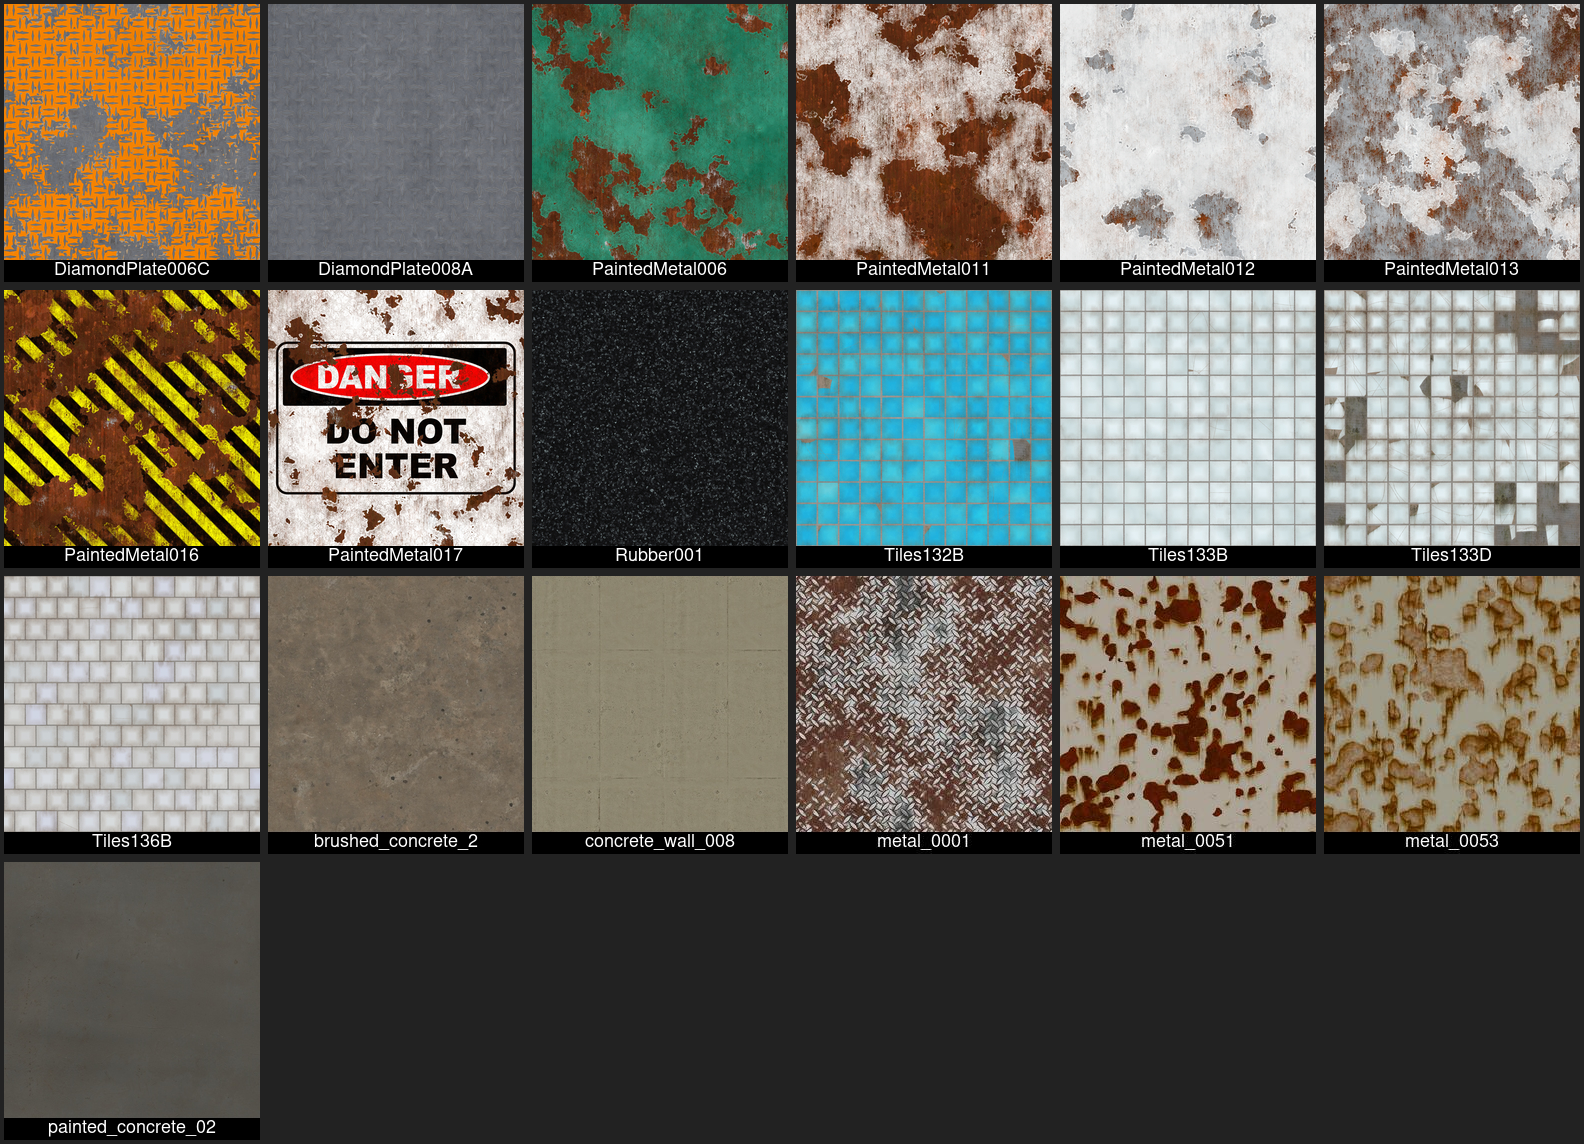 DiamondPlate006C
DiamondPlate008A
PaintedMetal006
PaintedMetal011
PaintedMetal012
PaintedMetal013
DANGER
DO NOT
ENTER
PaintedMetal016
PaintedMetal017
Rubber001
Tiles132B
Tiles133B
Tiles133D
Tiles136B
brushed_concrete_2
concrete_wall_008
metal_0001
metal_0051
metal_0053
painted_concrete_02